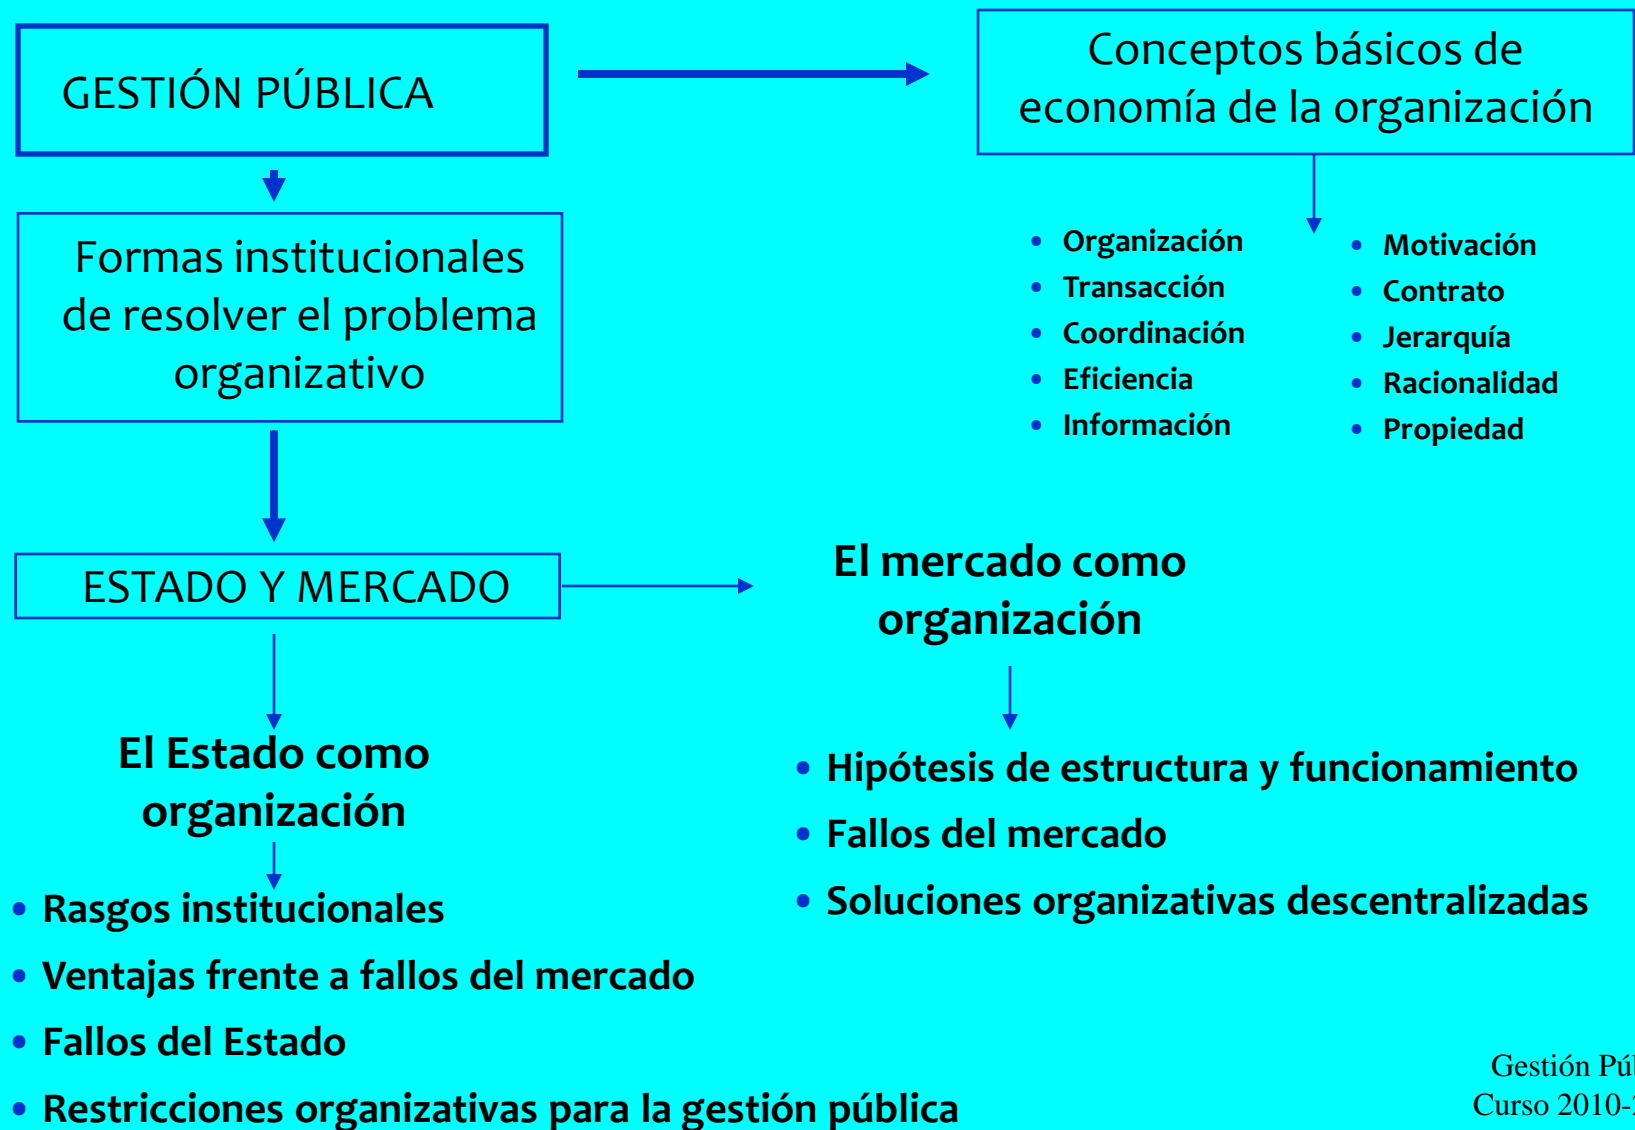 GESTIÓN PÚBLICA
Conceptos básicos de
economía de la organización
• Organización
• Transacción
• Coordinación
• Eficiencia
• Información
• Motivación
• Contrato
• Jerarquía
• Racionalidad
• Propiedad
Formas institucionales
de resolver el problema
organizativo
ESTADO Y MERCADO
El mercado como
organización
• Hipótesis de estructura y funcionamiento
• Fallos del mercado
• Soluciones organizativas descentralizadas
El Estado como
organización
• Rasgos institucionales
• Ventajas frente a fallos del mercado
• Fallos del Estado
• Restricciones organizativas para la gestión pública
Gestión
Curso 2010-